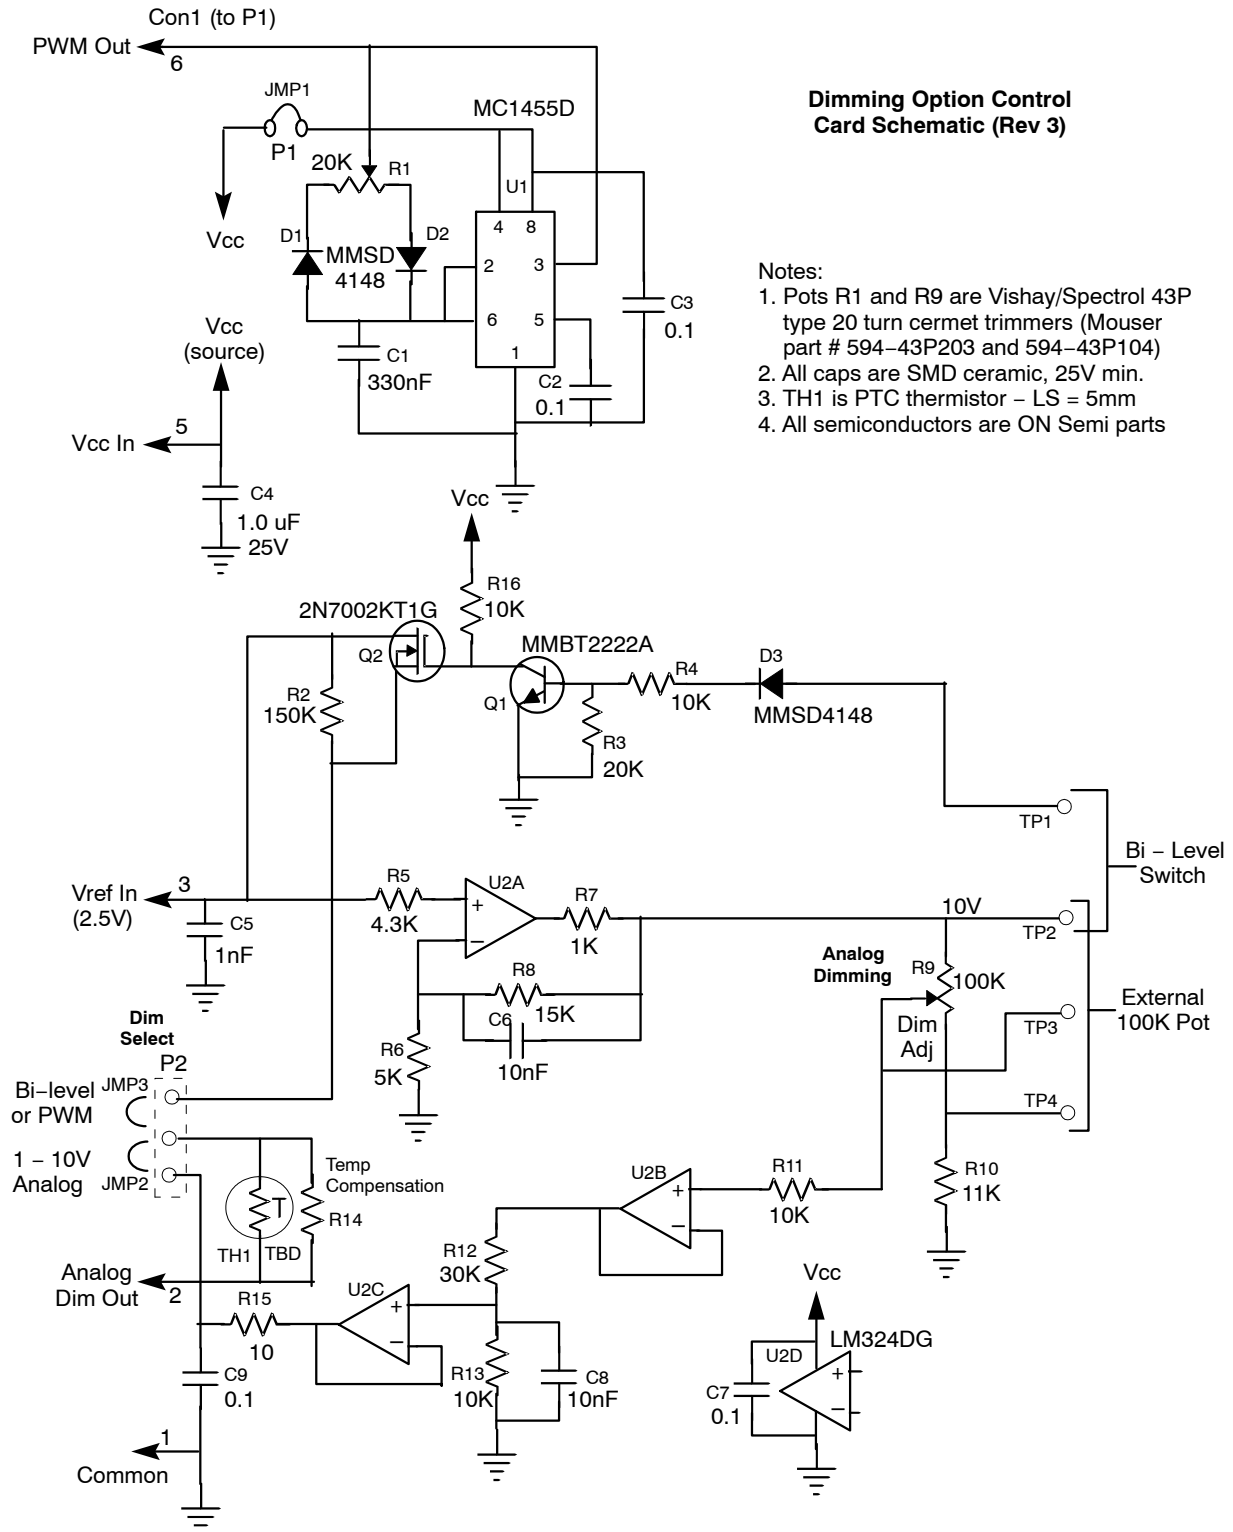 Con1 (to P1)
PWM Out
6
JMP1
P1
Vcc
20K
R1
MC1455D
U1
D1
MMSD
4148
D2
4 8
2
3
6
5
1
C1
330nF
C2
0.1
C3
0.1
Dimming Option Control
Card Schematic (Rev 3)
Notes:
1. Pots R1 and R9 are Vishay/Spectrol 43P
type 20 turn cermet trimmers (Mouser
part # 594−43P203 and 594−43P104)
2. All caps are SMD ceramic, 25V min.
3. TH1 is PTC thermistor − LS = 5mm
4. All semiconductors are ON Semi parts
Vcc
(source)
Vcc In
5
C4
1.0 uF
25V
Vcc
R16
10K
2N7002KT1G
Q2
MMBT2222A
Q1
R4
10K
D3
MMSD4148
R2
150K
R3
20K
TP1
Bi − Level
Switch
Vref In
(2.5V)
3
C5
1nF
R5
4.3K
U2A
+
−
R7
1K
10V
TP2
R8
15K
C6
10nF
R6
5K
Analog
Dimming
R9
100K
Dim
Adj
TP3
External
100K Pot
TP4
Dim
Select
P2
JMP3
Bi−level
or PWM
1 − 10V
Analog
JMP2
T
TH1
TBD
Temp
Compensation
R14
Analog
Dim Out
2
R15
10
U2C
+
−
R12
30K
U2B
+
−
R11
10K
R10
11K
R13
10K
C8
10nF
C9
0.1
1
Common
Vcc
LM324DG
U2D
+
−
C7
0.1